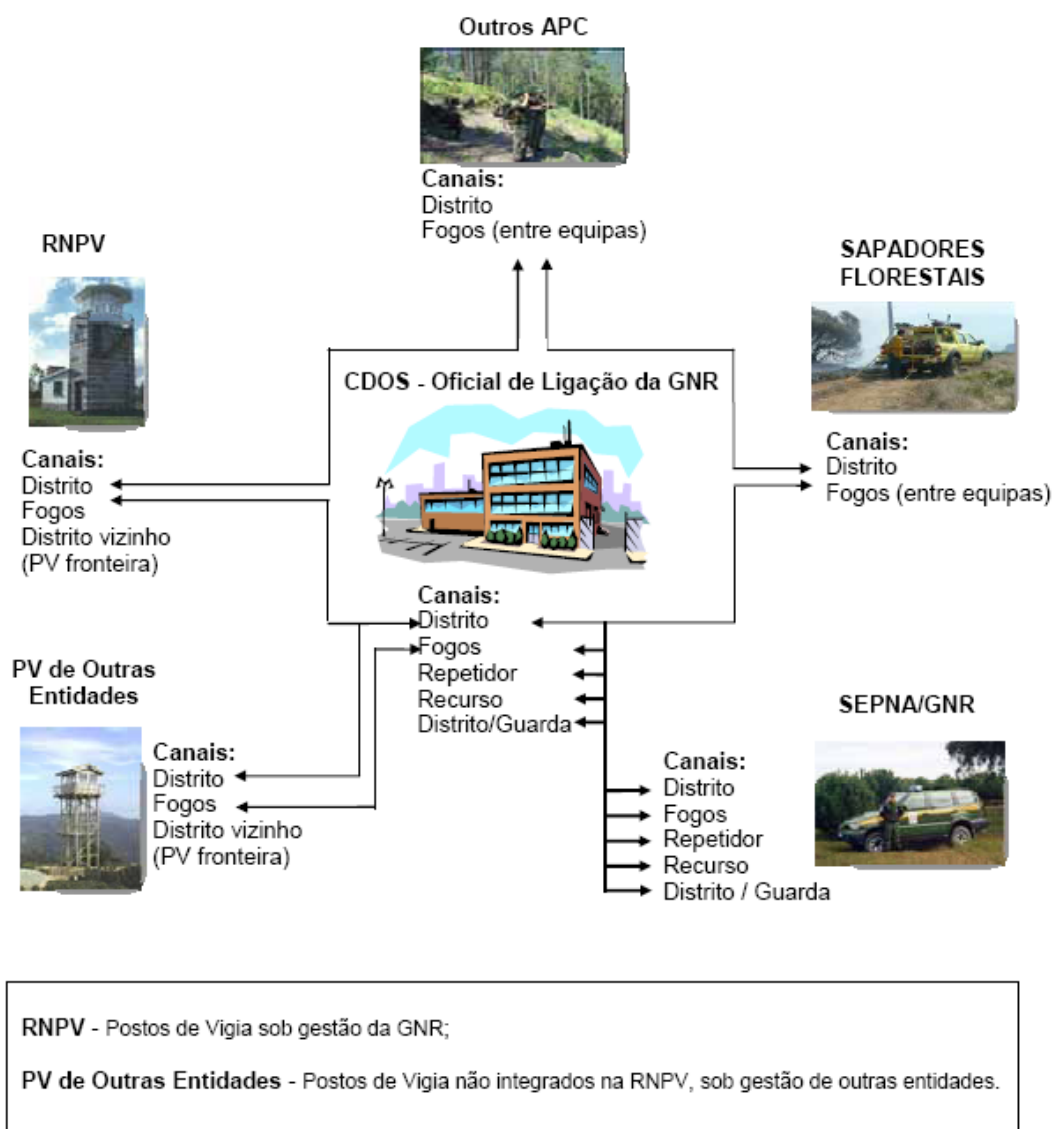 Outros APC
Canais:
Distrito
Fogos (entre equipas)
RNPV
Canais:
Distrito
Fogos
Distrito vizinho
(PV fronteira)
SAPADORES
FLORESTAIS
Canais:
Distrito
Fogos (entre equipas)
CDOS - Oficial de Ligação da GNR
Canais:
Distrito
Fogos
Repetidor
Recurso
Distrito/Guarda
PV de Outras
Entidades
Canais:
Distrito
Fogos
Distrito vizinho
(PV fronteira)
SEPNA/GNR
Canais:
Distrito
Fogos
Repetidor
Recurso
Distrito / Guarda
RNPV - Postos de Vigia sob gestão da GNR;
PV de Outras Entidades - Postos de Vigia não integrados na RNPV, sob gestão de outras entidades.